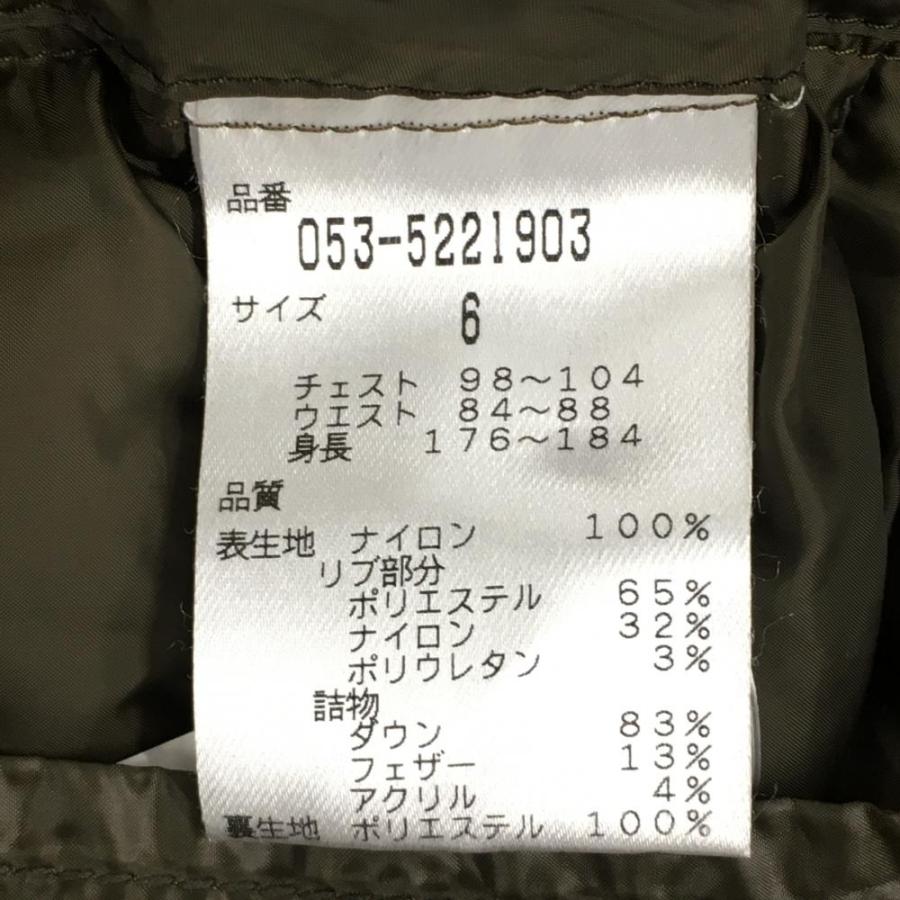 品番
053-5221903
サイズ 6
チェスト 98～104
ウエスト 84～88
身長 176～184
品質
表生地 ナイロン 100%
リブ部分
ポリエステル 65%
ナイロン 32%
ポリウレタン 3%
詰物
ダウン 83%
フェザー 13%
アクリル 4%
裏生地 ポリエステル 100%